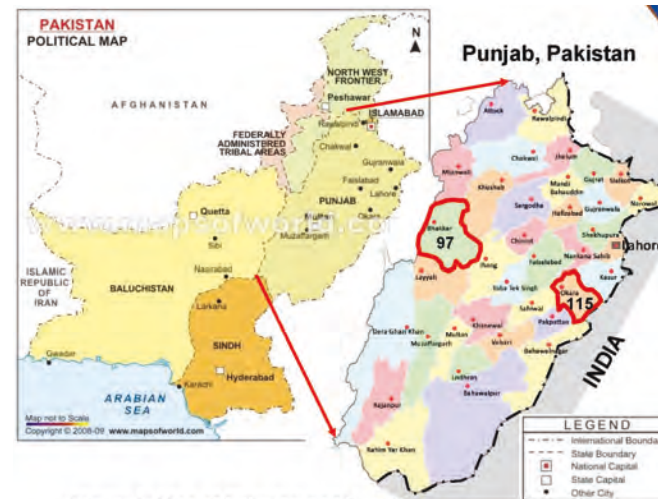 PAKISTAN
POLITICAL MAP
N
AFGHANISTAN
NORTH WEST
FRONTIER
Peshawar
ISLAMABAD
Rawalpindi
FEDERALLY
ADMINISTERED
TRIBAL AREAS
Chakwal
Gujranwala
Faisalabad
Lahore
PUNJAB
Okara
Multan
Muzaffargarh
Quetta
Sibi
ISLAMIC
REPUBLIC
OF
IRAN
Nasirabad
BALUCHISTAN
Larkana
SINDH
Hyderabad
Gwadar
Karachi
ARABIAN
SEA
Map not to Scale
Copyright © 2008-09 www.mapsofworld.com
Punjab, Pakistan
Attock
Rawalpindi
Chakwal
Jhelum
Mianwali
Khushab
Mandi
Bahauddin
Gujrat
Sialkot
Narowal
Sargodha
Hafizabad
Gujranwala
Bhakkar
97
Sheikhupura
Lahore
Chiniot
Nankana Sahib
Faisalabad
Kasur
Layyah
Jhang
Toba Tek Singh
Okara
115
Sahiwal
Pakpattan
Dera Ghazi Khan
Muzaffargarh
Multan
Khanewal
Vehari
Bahawalnagar
Lodhran
Bahawalpur
Rajanpur
Rahim Yar Khan
INDIA
LEGEND
International Bounda
State Boundary
National Capital
State Capital
Other City